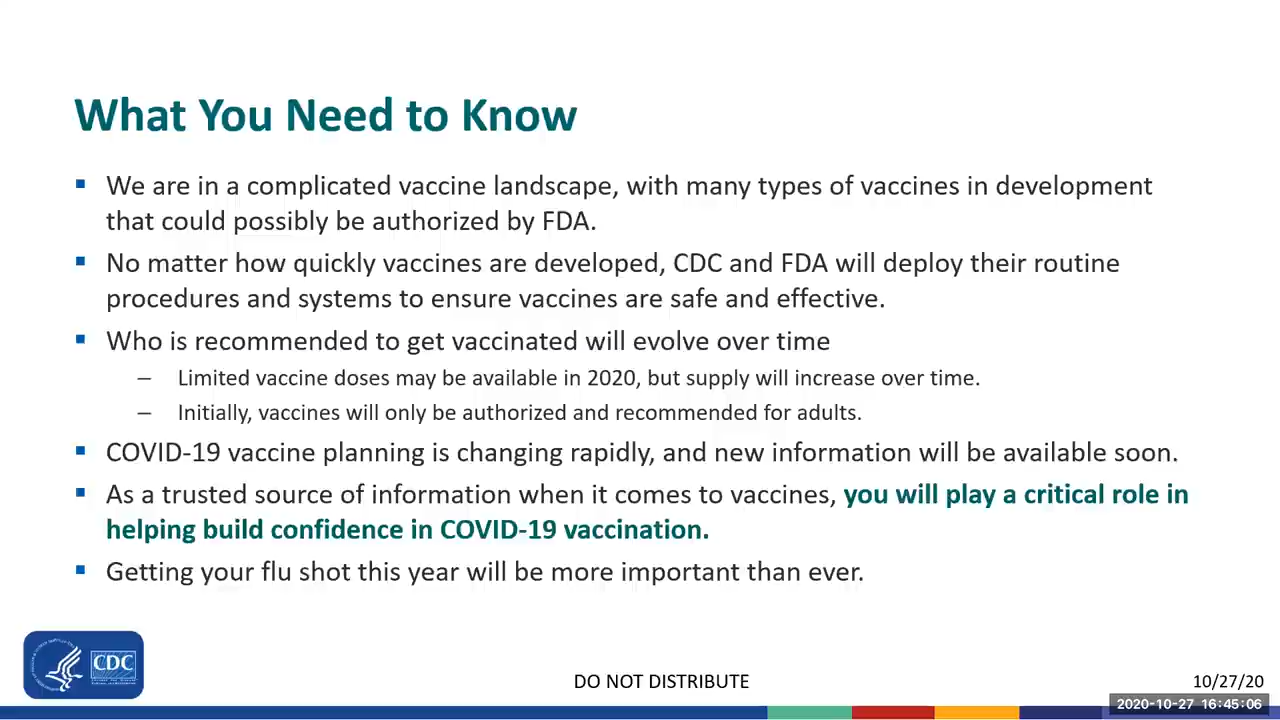 What You Need to Know
▪ We are in a complicated vaccine landscape, with many types of vaccines in development
that could possibly be authorized by FDA.
▪ No matter how quickly vaccines are developed, CDC and FDA will deploy their routine
procedures and systems to ensure vaccines are safe and effective.
▪ Who is recommended to get vaccinated will evolve over time
– Limited vaccine doses may be available in 2020, but supply will increase over time.
– Initially, vaccines will only be authorized and recommended for adults.
▪ COVID-19 vaccine planning is changing rapidly, and new information will be available soon.
▪ As a trusted source of information when it comes to vaccines, you will play a critical role in
helping build confidence in COVID-19 vaccination.
▪ Getting your flu shot this year will be more important than ever.
CDC
DO NOT DISTRIBUTE
10/27/20
2020-10-27 16:45:06